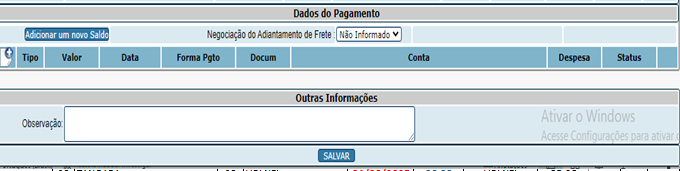 Dados do Pagamento
Adicionar um novo Saldo Negociação do Adiantamento de Frete : Não Informado
Tipo Valor Data Forma Pgto Docum Conta Despesa Status
Outras Informações
Observação:
Ativar o Windows
Acesse Configurações para ativar o
SALVAR